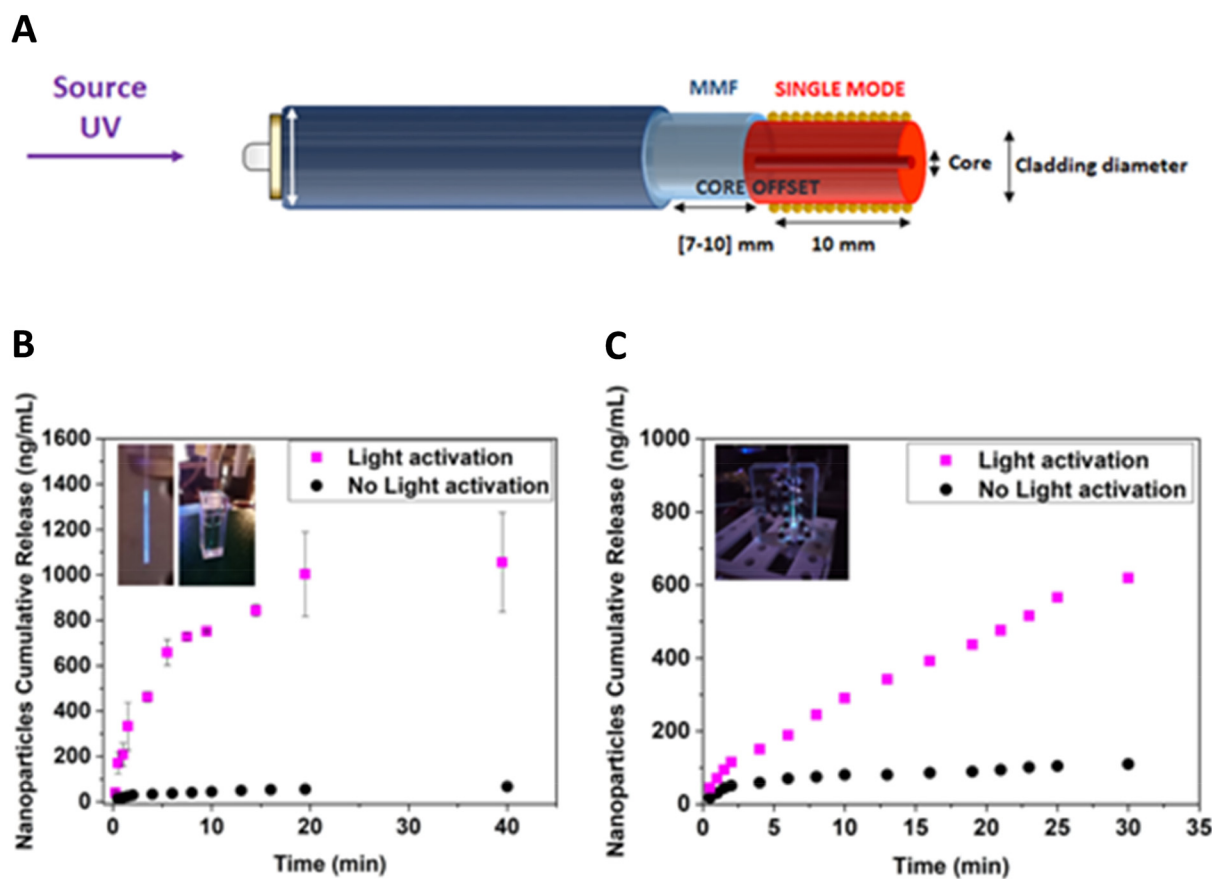 A
Source
UV
MMF
SINGLE MODE
CORE OFFSET
Core
Cladding diameter
[7-10] mm
10 mm
B
Nanoparticles Cumulative Release (ng/mL)
1600
1400
1200
1000
800
600
400
200
0
Light activation
No Light activation
0
10
20
30
40
Time (min)
C
Nanoparticles Cumulative Release (ng/mL)
1000
800
600
400
200
0
Light activation
No Light activation
0
5
10
15
20
25
30
35
Time (min)